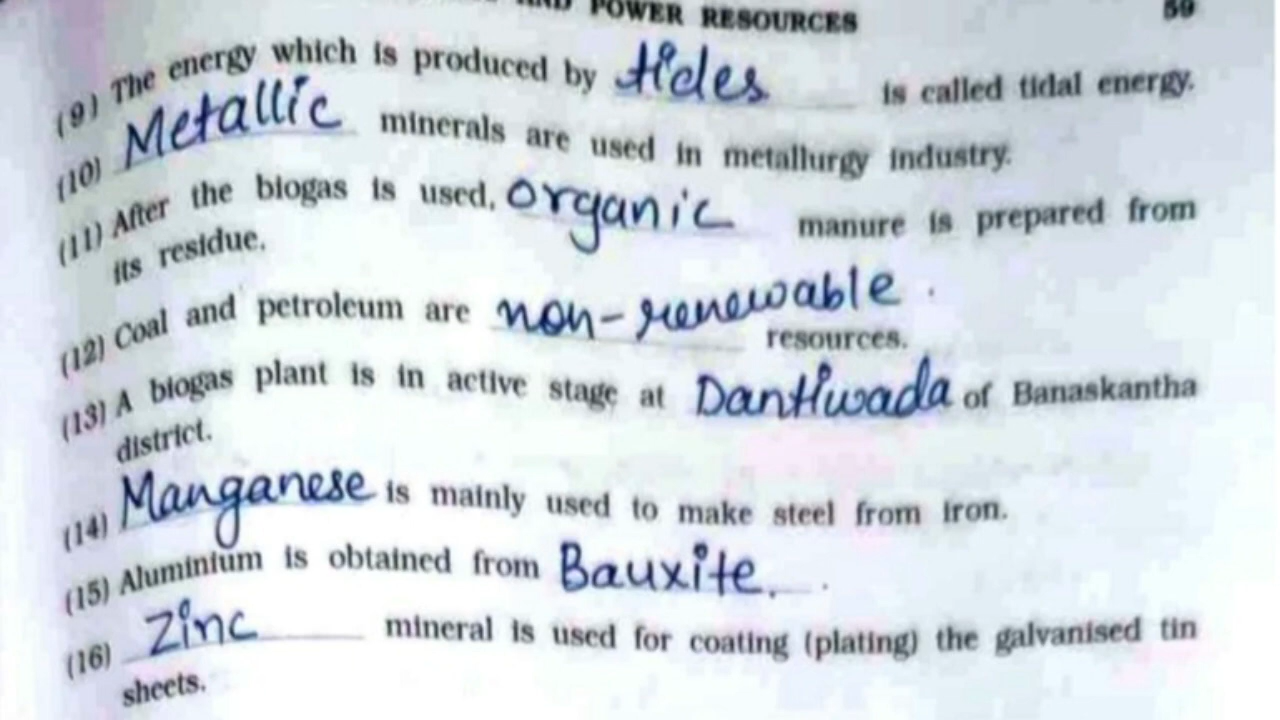 AND POWER RESOURCES 59
(9) The energy which is produced by tides is called tidal energy.
(10) Metallic minerals are used in metallurgy industry.
(11) After the biogas is used, organic manure is prepared from
its residue.
(12) Coal and petroleum are non-renewable resources.
(13) A biogas plant is in active stage at Dantiwada of Banaskantha
district.
(14) Manganese is mainly used to make steel from iron.
(15) Aluminium is obtained from Bauxite.
(16) Zinc mineral is used for coating (plating) the galvanised tin
sheets.